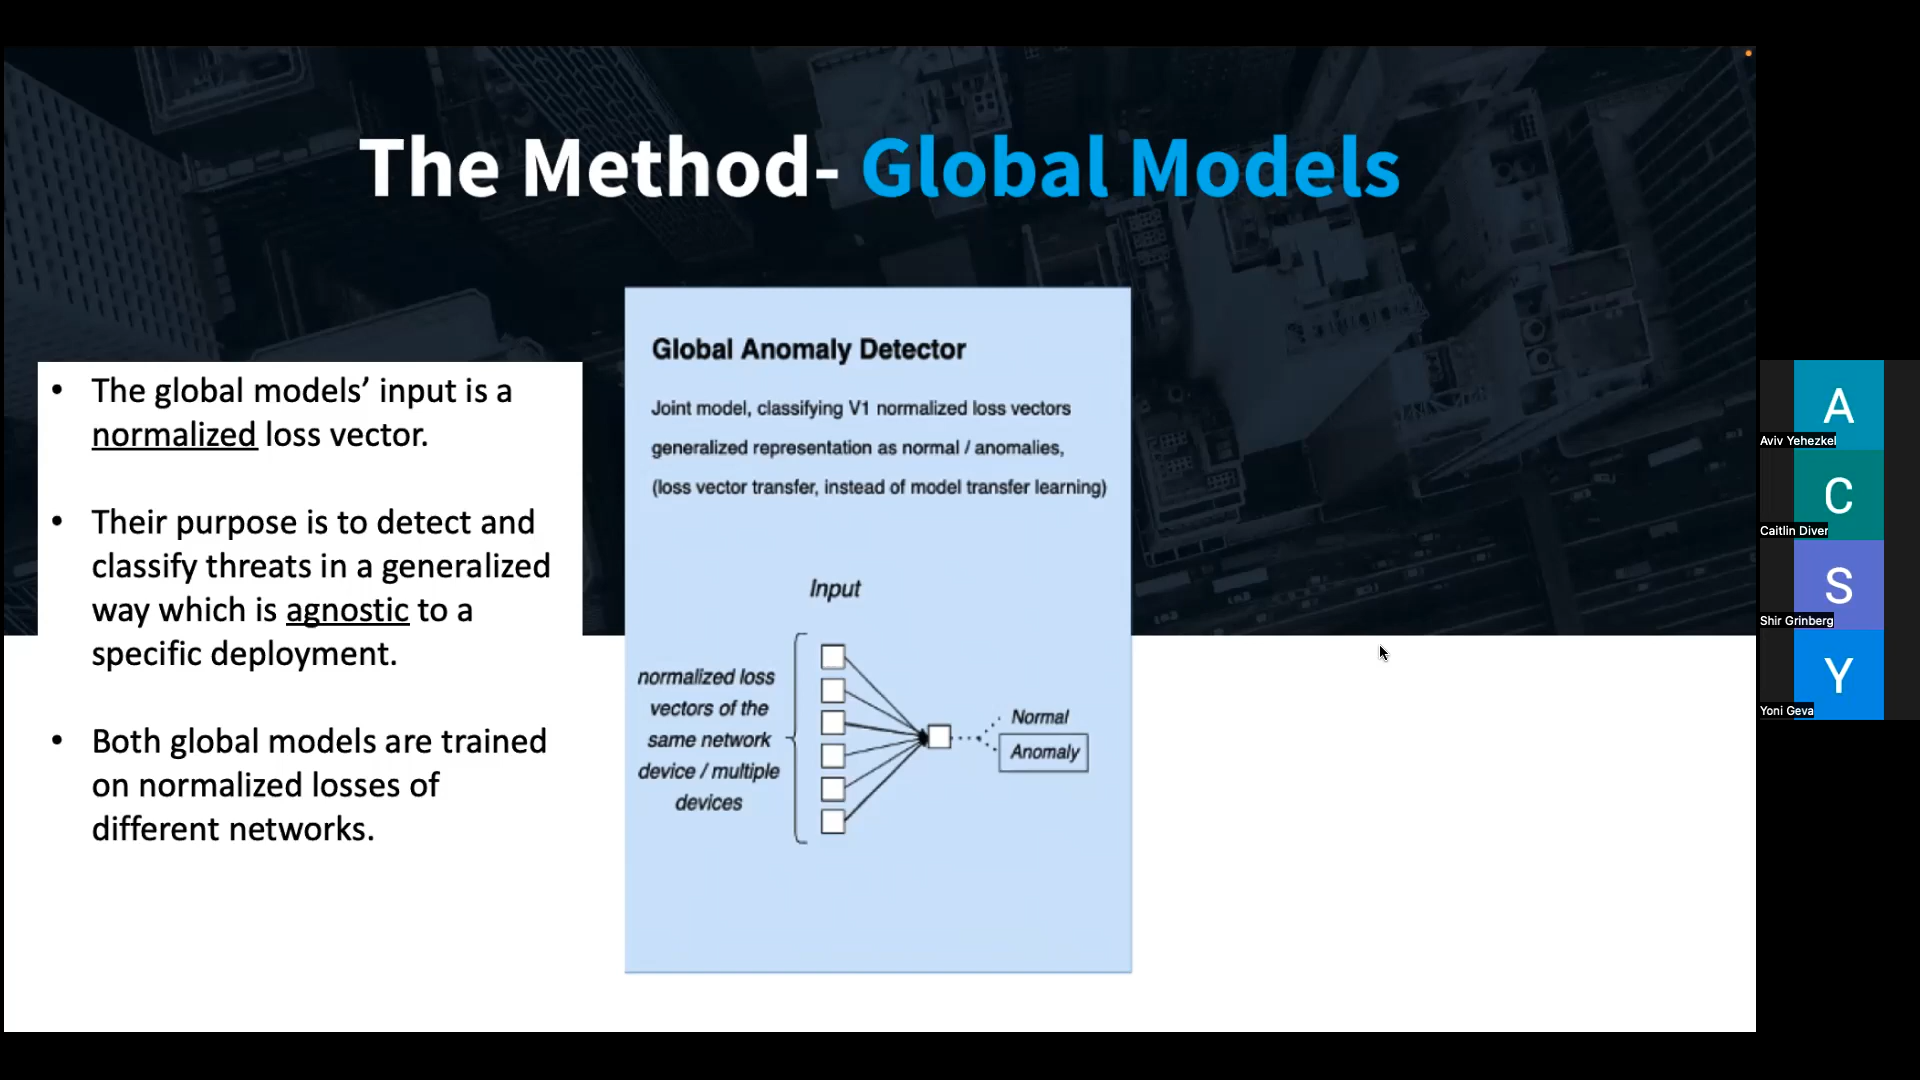 The Method- Global Models
• The global models’ input is a
normalized loss vector.
• Their purpose is to detect and
classify threats in a generalized
way which is agnostic to a
specific deployment.
• Both global models are trained
on normalized losses of
different networks.
Global Anomaly Detector
Joint model, classifying V1 normalized loss vectors
generalized representation as normal / anomalies,
(loss vector transfer, instead of model transfer learning)
Input
normalized loss
vectors of the
same network
device / multiple
devices
Normal
Anomaly
A
Aviv Yehezkel
C
Caitlin Diver
S
Shir Grinberg
Y
Yoni Geva